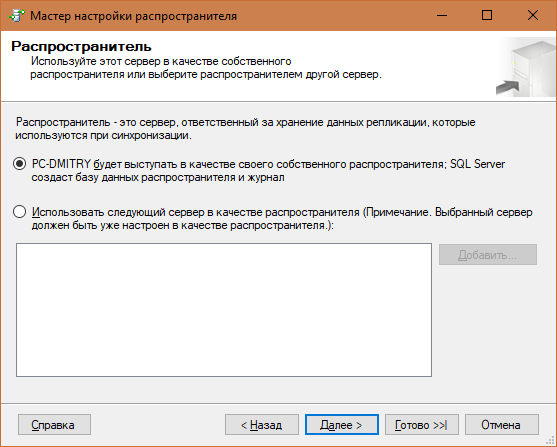 Мастер настройки распространителя
Распространитель
Используйте этот сервер в качестве собственного
распространителя или выберите распространителем другой сервер.
Распространитель - это сервер, ответственный за хранение данных репликации, которые
используются при синхронизации.
PC-DMITRY будет выступать в качестве своего собственного распространителя; SQL Server
создаст базу данных распространителя и журнал
Использовать следующий сервер в качестве распространителя (Примечание. Выбранный сервер
должен быть уже настроен в качестве распространителя.):
Добавить...
Справка
< Назад
Далее >
Готово >>|
Отмена